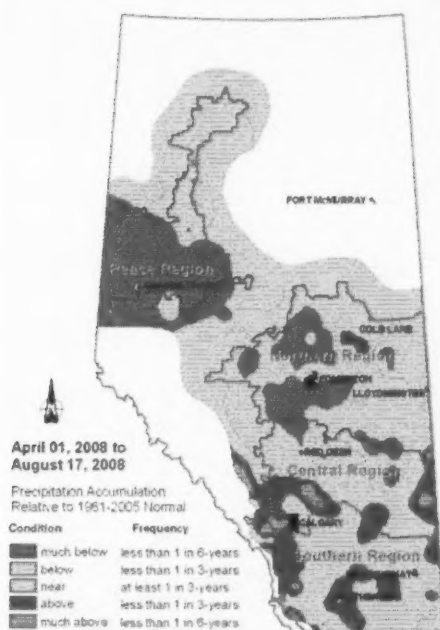 FORT McMURRAY
Peace Region
COLD LAKE
Northern Region
EDMONTON
LLOYDMINSTER
RED DEER
Central Region
CALGARY
Southern Region
April 01, 2008 to
August 17, 2008
Precipitation Accumulation
Relative to 1961-2005 Normal
Condition Frequency
much below less than 1 in 6-years
below less than 1 in 3-years
near at least 1 in 3-years
above less than 1 in 3-years
much above less than 1 in 6-years